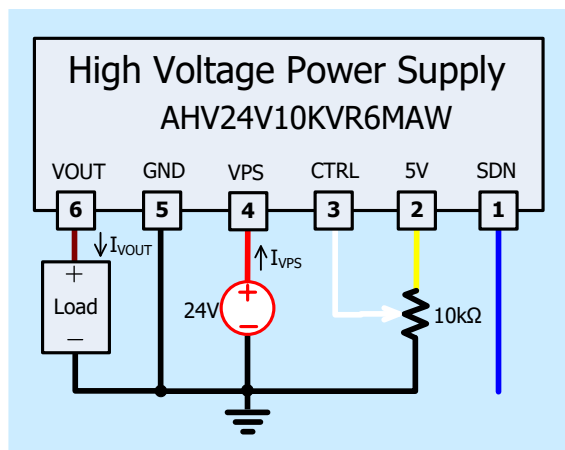 High Voltage Power Supply
AHV24V10KVR6MAW
VOUT GND VPS CTRL 5V SDN
6 5 4 3 2 1
IVOUT
IVPS
+
+
Load
24V
10kΩ
−
−